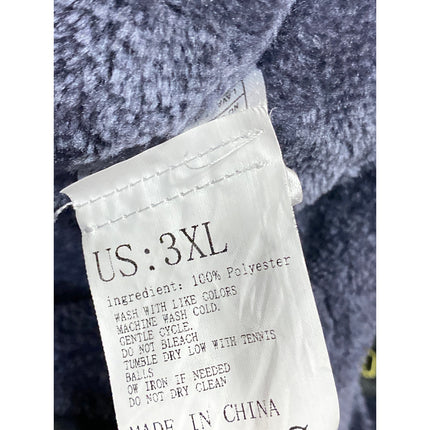 US:3XL
ingredient: 100% Polyester
WASH WITH LIKE COLORS
MACHINE WASH COLD.
GENTLE CYCLE.
DO NOT BLEACH
TUMBLE DRY LOW WITH TENNIS
BALLS
OW IRON IF NEEDED
DO NOT DRY CLEAN
MADE IN CHINA